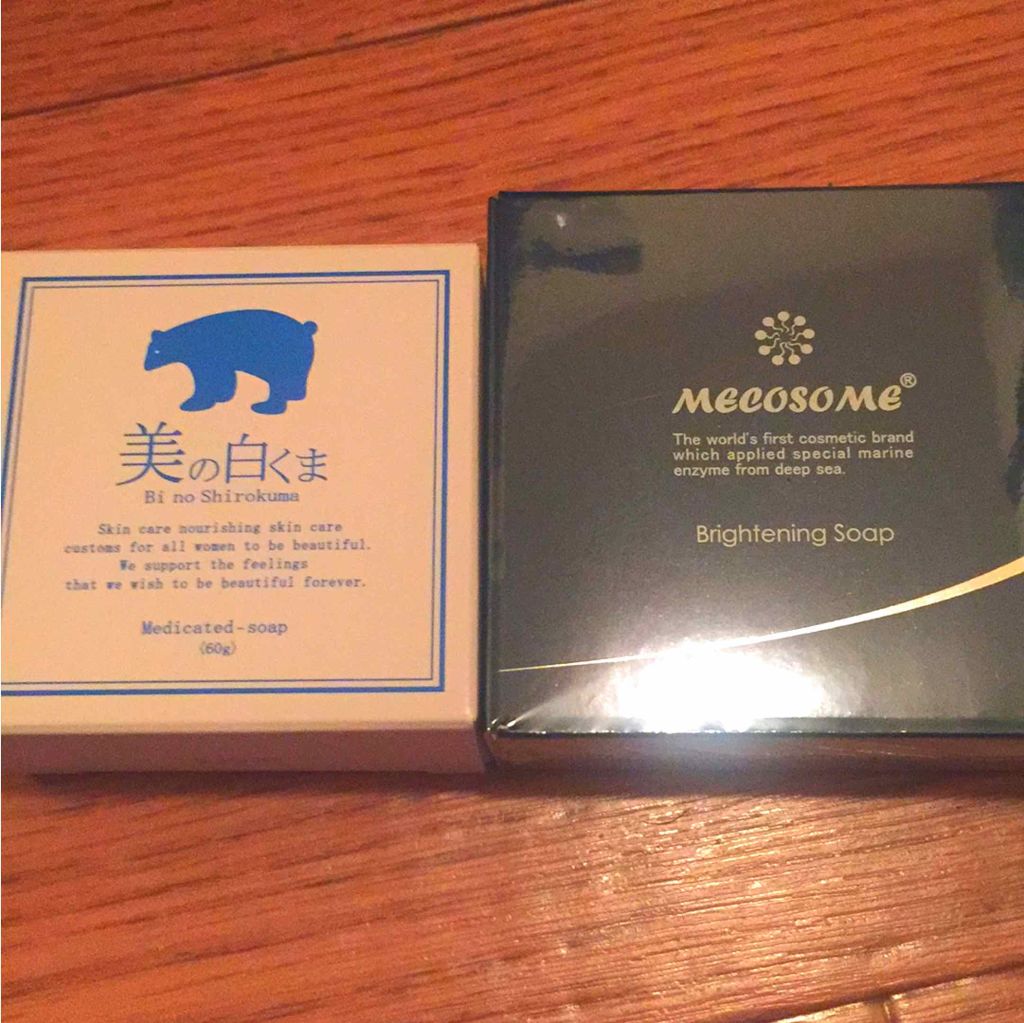 美の白くま
Bi no Shirokuma
Skin care nourishing skin care
customs for all women to be beautiful.
We support the feelings
that we wish to be beautiful forever.
Medicated-soap
(60g)
MECOSOME®
The world's first cosmetic brand
which applied special marine
enzyme from deep sea.
Brightening Soap